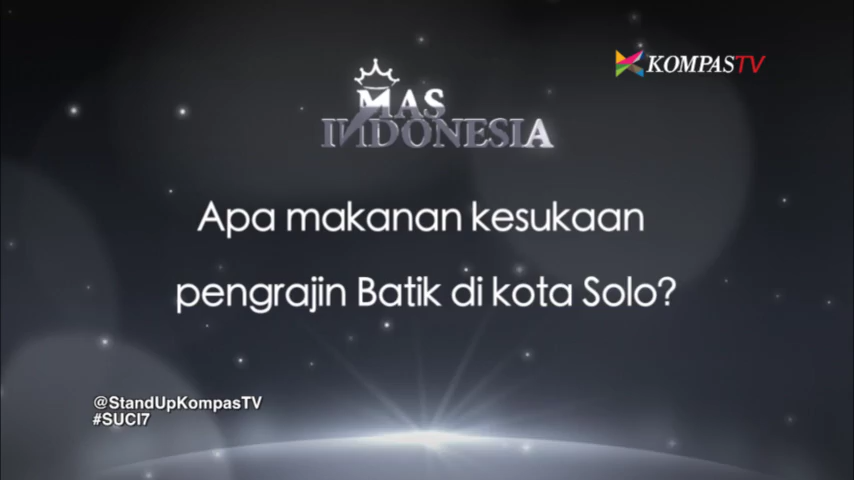 KOMPASTV
MAS
INDONESIA
Apa makanan kesukaan
pengrajin Batik di kota Solo?
@StandUpKompasTV
#SUCI7